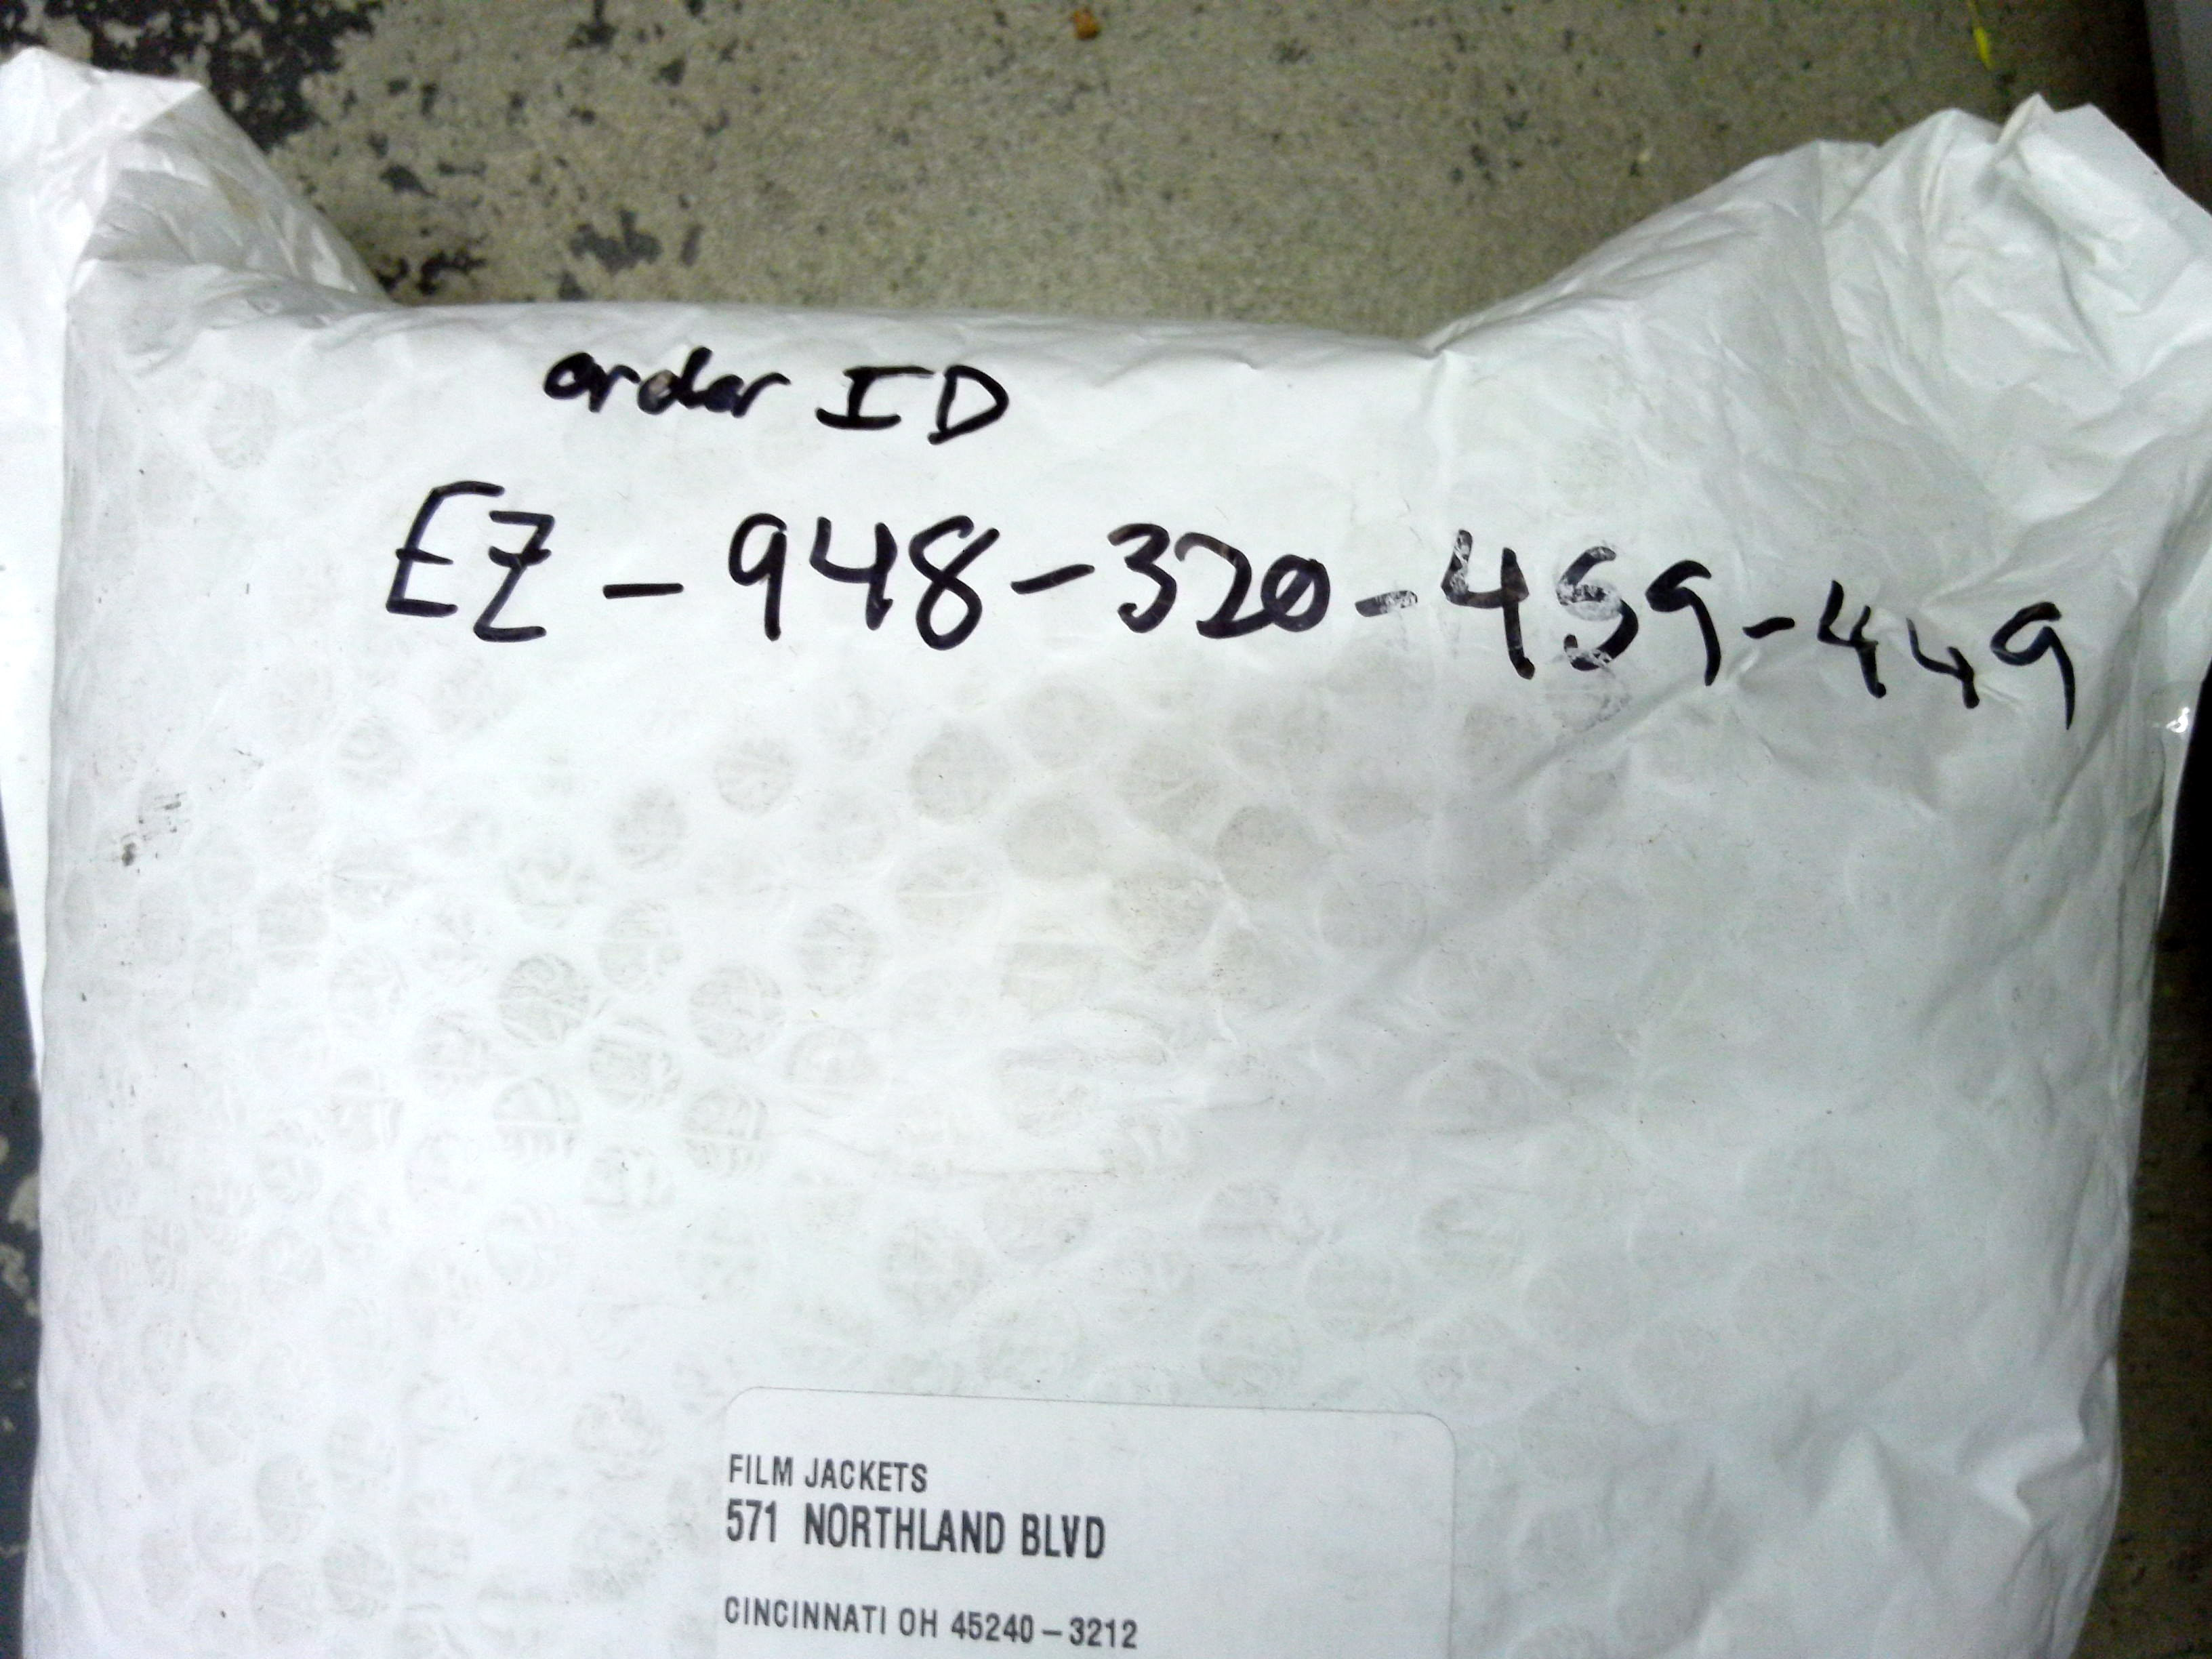 order ID
EZ - 948-320-459-449
FILM JACKETS
571 NORTHLAND BLVD
CINCINNATI OH 45240-3212